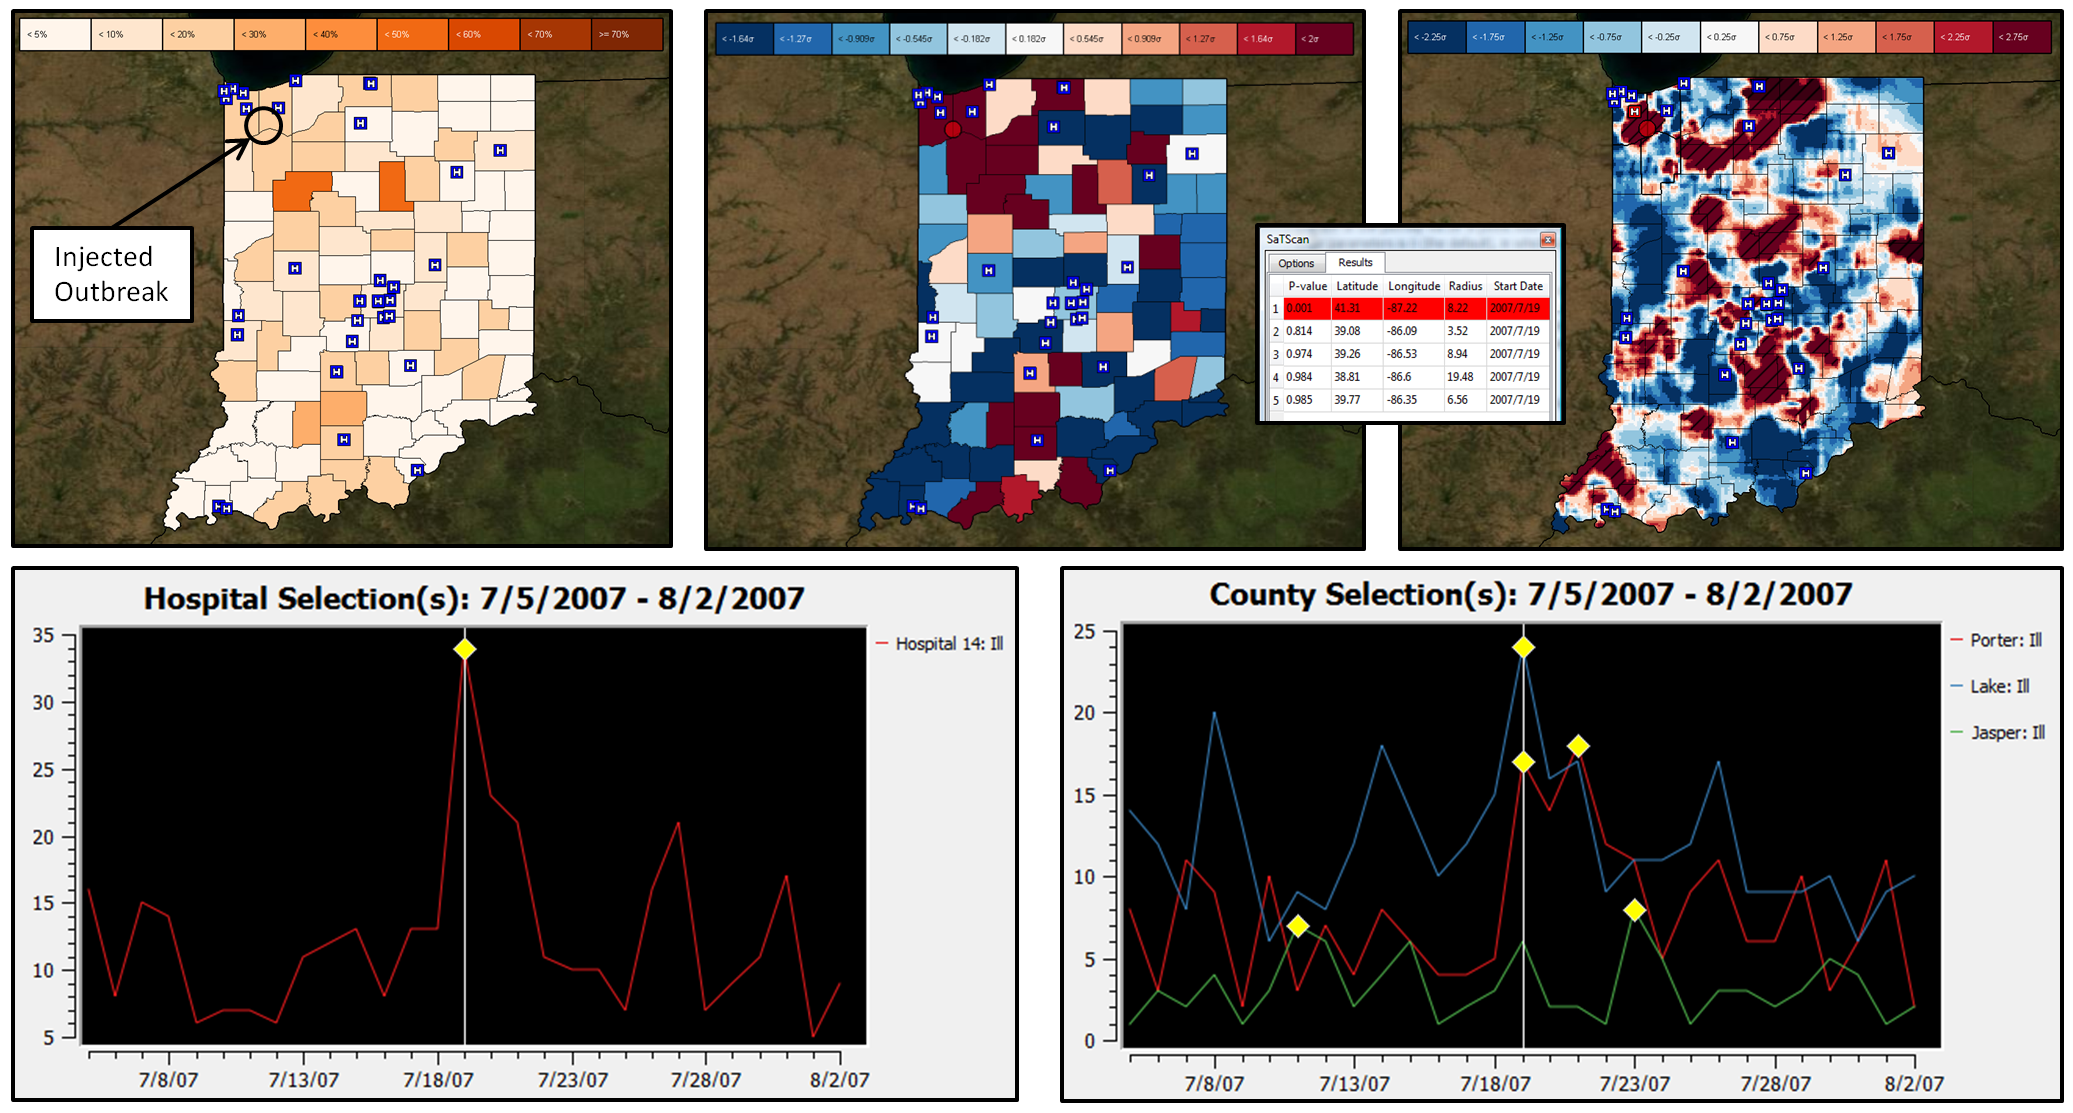 < 5% < 10% < 20% < 30% < 40% < 50% < 60% < 70% >= 70%
Injected
Outbreak
< -1.64σ < -1.27σ < -0.909σ < -0.545σ < -0.182σ < 0.182σ < 0.545σ < 0.909σ < 1.27σ < 1.64σ < 2σ
< -2.25σ < -1.75σ < -1.25σ < -0.75σ < -0.25σ < 0.25σ < 0.75σ < 1.25σ < 1.75σ < 2.25σ < 2.75σ
SaTScan
Options Results
P-value Latitude Longitude Radius Start Date
1 0.001 41.31 -87.22 8.22 2007/7/19
2 0.814 39.08 -86.09 3.52 2007/7/19
3 0.974 39.26 -86.53 8.94 2007/7/19
4 0.984 38.81 -86.6 19.48 2007/7/19
5 0.985 39.77 -86.35 6.56 2007/7/19
Hospital Selection(s): 7/5/2007 - 8/2/2007
35
30
25
20
15
10
5
7/8/07 7/13/07 7/18/07 7/23/07 7/28/07 8/2/07
Hospital 14: Ill
County Selection(s): 7/5/2007 - 8/2/2007
25
20
15
10
5
0
7/8/07 7/13/07 7/18/07 7/23/07 7/28/07 8/2/07
Porter: Ill
Lake: Ill
Jasper: Ill